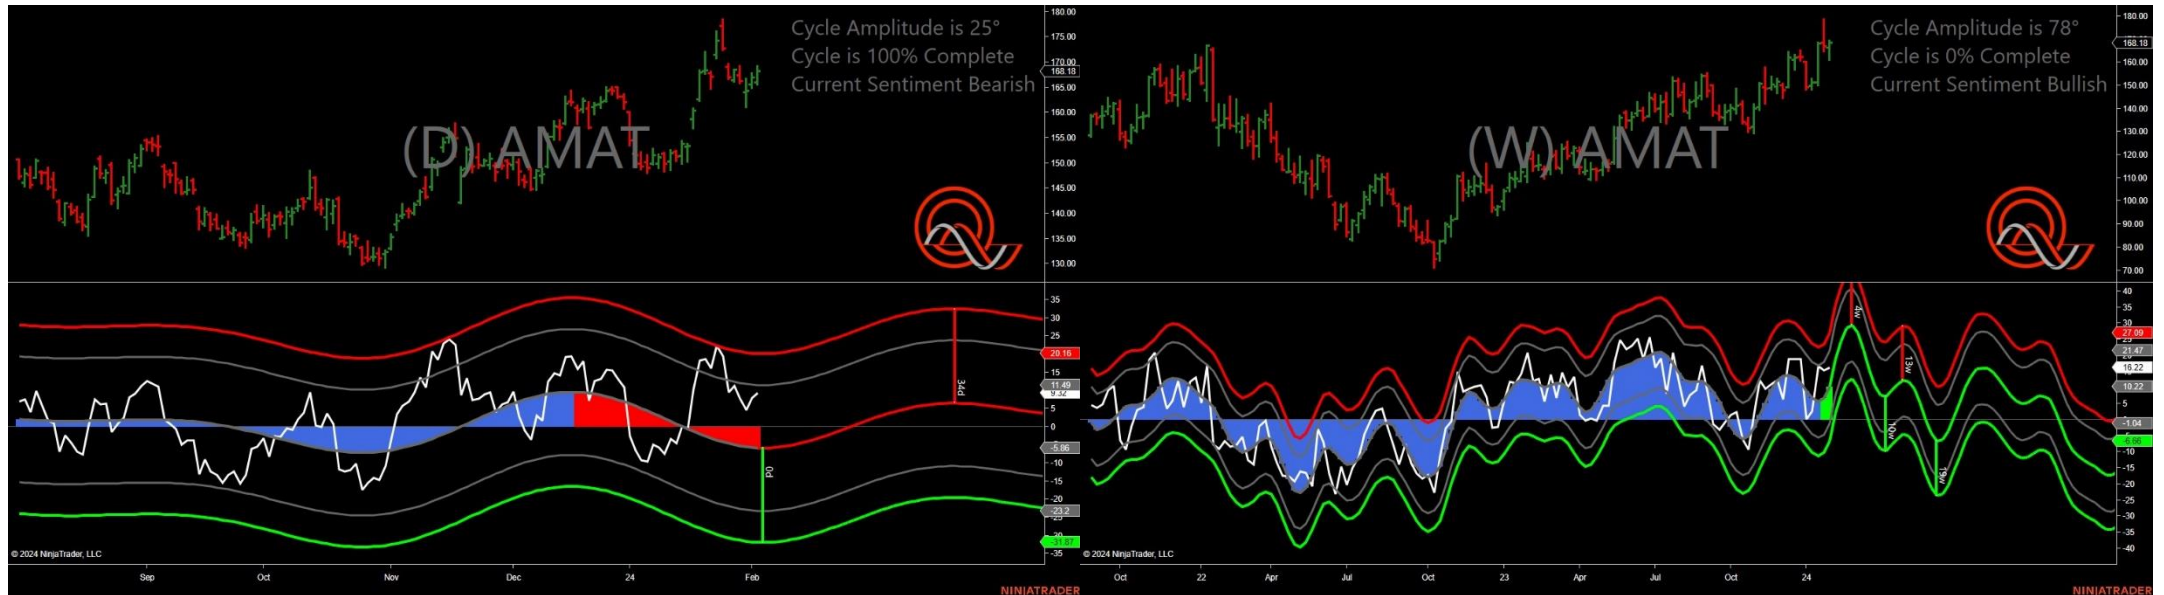 Cycle Amplitude is 25°
Cycle is 100% Complete
Current Sentiment Bearish
(D) AMAT
180.00
175.00
170.00
168.18
165.00
160.00
155.00
150.00
145.00
140.00
135.00
130.00
35
30
25
20.16
11.49
9.32
5
0
-5.86
-10
-15
-23.2
-31.87
-35
34d
0d
© 2024 NinjaTrader, LLC
Sep
Oct
Nov
Dec
24
Feb
NINJATRADER
Cycle Amplitude is 78°
Cycle is 0% Complete
Current Sentiment Bullish
(W) AMAT
180.00
168.18
160.00
150.00
140.00
130.00
120.00
110.00
100.00
90.00
80.00
70.00
40
35
30
27.09
21.47
16.22
10.22
5
-1.04
-6.66
-10
-15
-20
-25
-30
-35
-40
4w
13w
10w
19w
© 2024 NinjaTrader, LLC
Oct
22
Apr
Jul
Oct
23
Apr
Jul
Oct
24
NINJATRADER